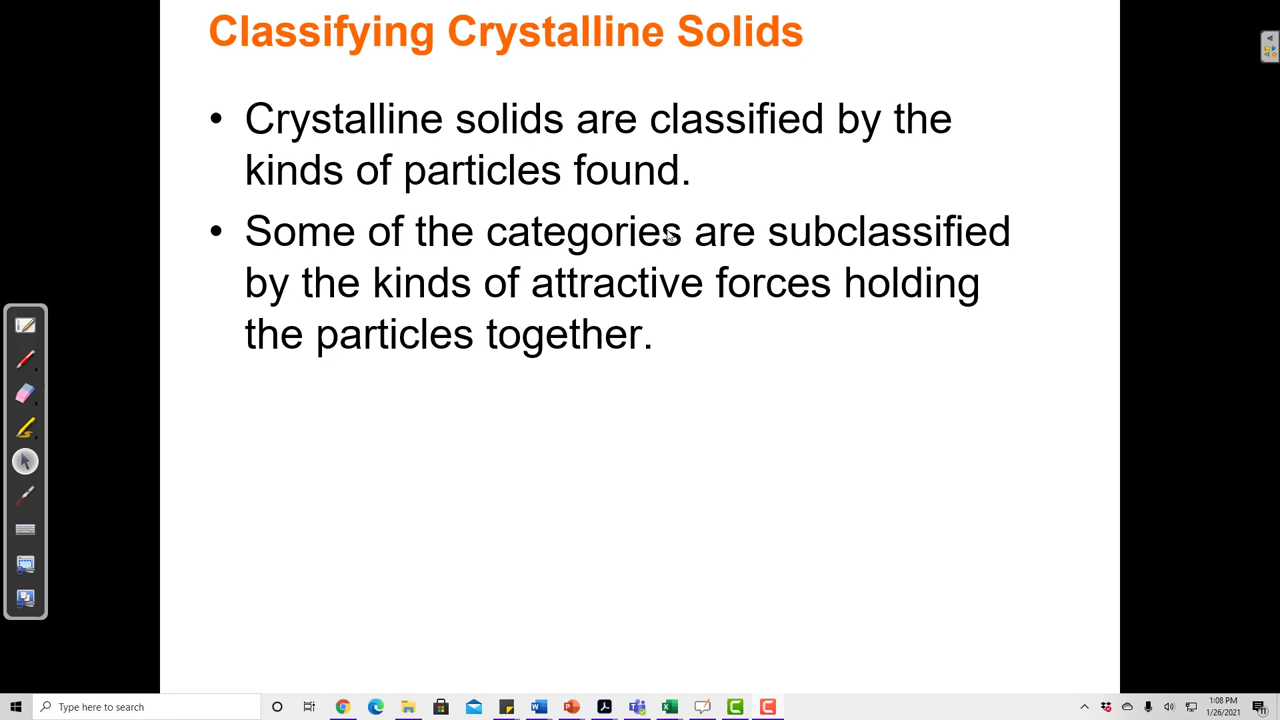 Classifying Crystalline Solids
• Crystalline solids are classified by the
kinds of particles found.
• Some of the categories are subclassified
by the kinds of attractive forces holding
the particles together.
Type here to search
1:08 PM
1/26/2021